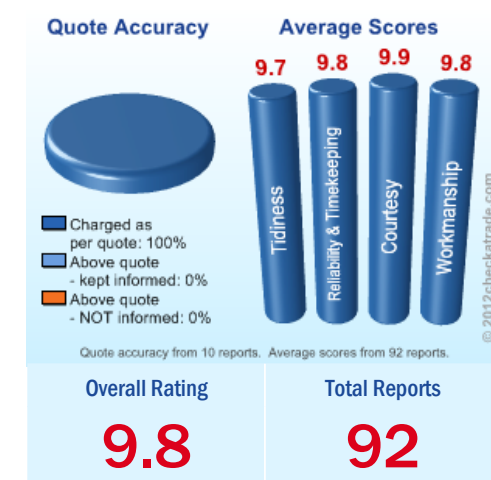 Quote Accuracy
Average Scores
9.7
9.8
9.9
9.8
Tidiness
Reliability & Timekeeping
Courtesy
Workmanship
Charged as
per quote: 100%
Above quote
- kept informed: 0%
Above quote
- NOT informed: 0%
© 2012checkatrade.com
Quote accuracy from 10 reports. Average scores from 92 reports.
Overall Rating
Total Reports
9.8
92